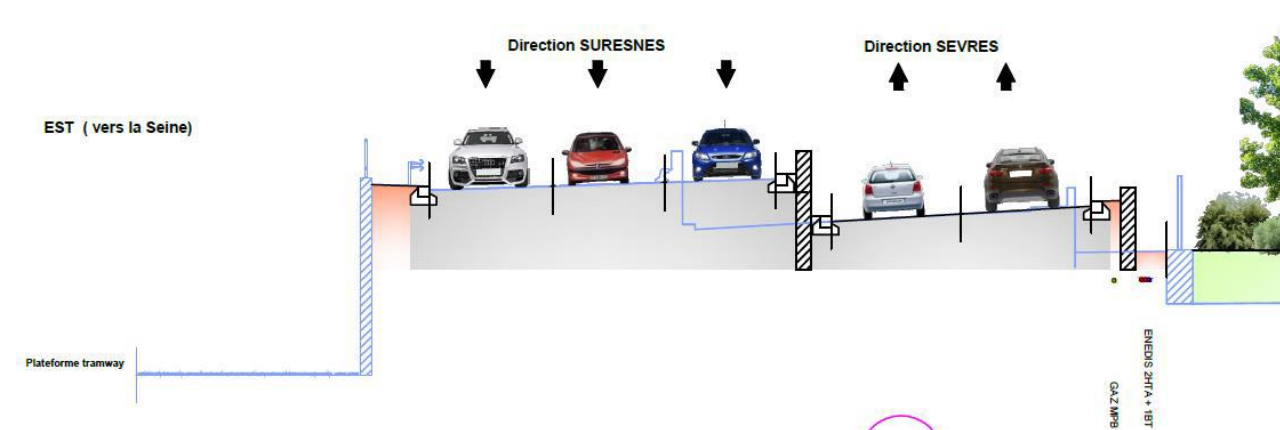 Direction SURESNES
Direction SEVRES
EST ( vers la Seine)
Plateforme tramway
ENEDIS 2HTA + 1BT
GAZ MPB